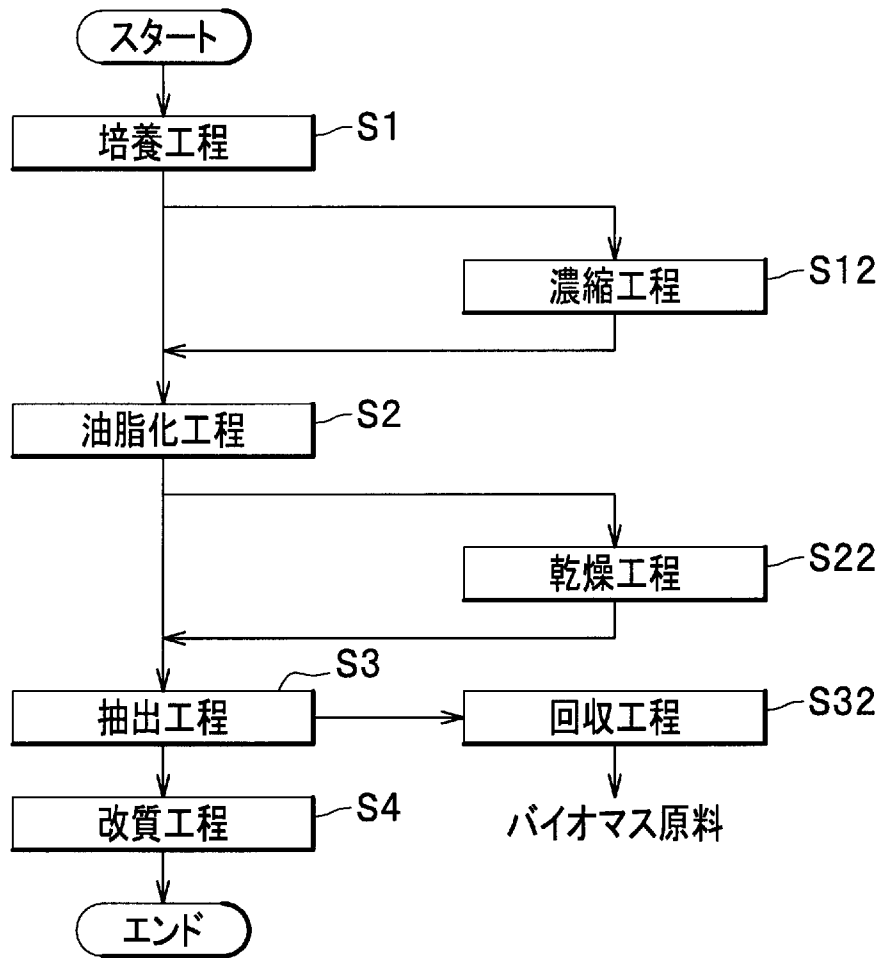 スタート
培養工程
S1
濃縮工程
S12
油脂化工程
S2
乾燥工程
S22
抽出工程
S3
回収工程
S32
改質工程
S4
バイオマス原料
エンド